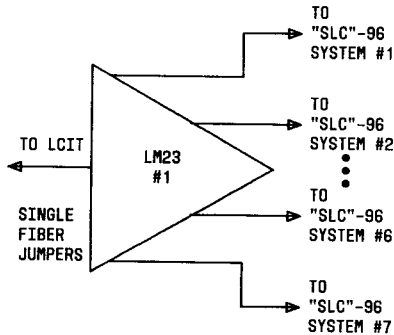 TO
"SLC"-96
SYSTEM #1
TO
"SLC"-96
SYSTEM #2
TO LCIT
LM23
#1
TO
"SLC"-96
SYSTEM #6
SINGLE
FIBER
JUMPERS
TO
"SLC"-96
SYSTEM #7